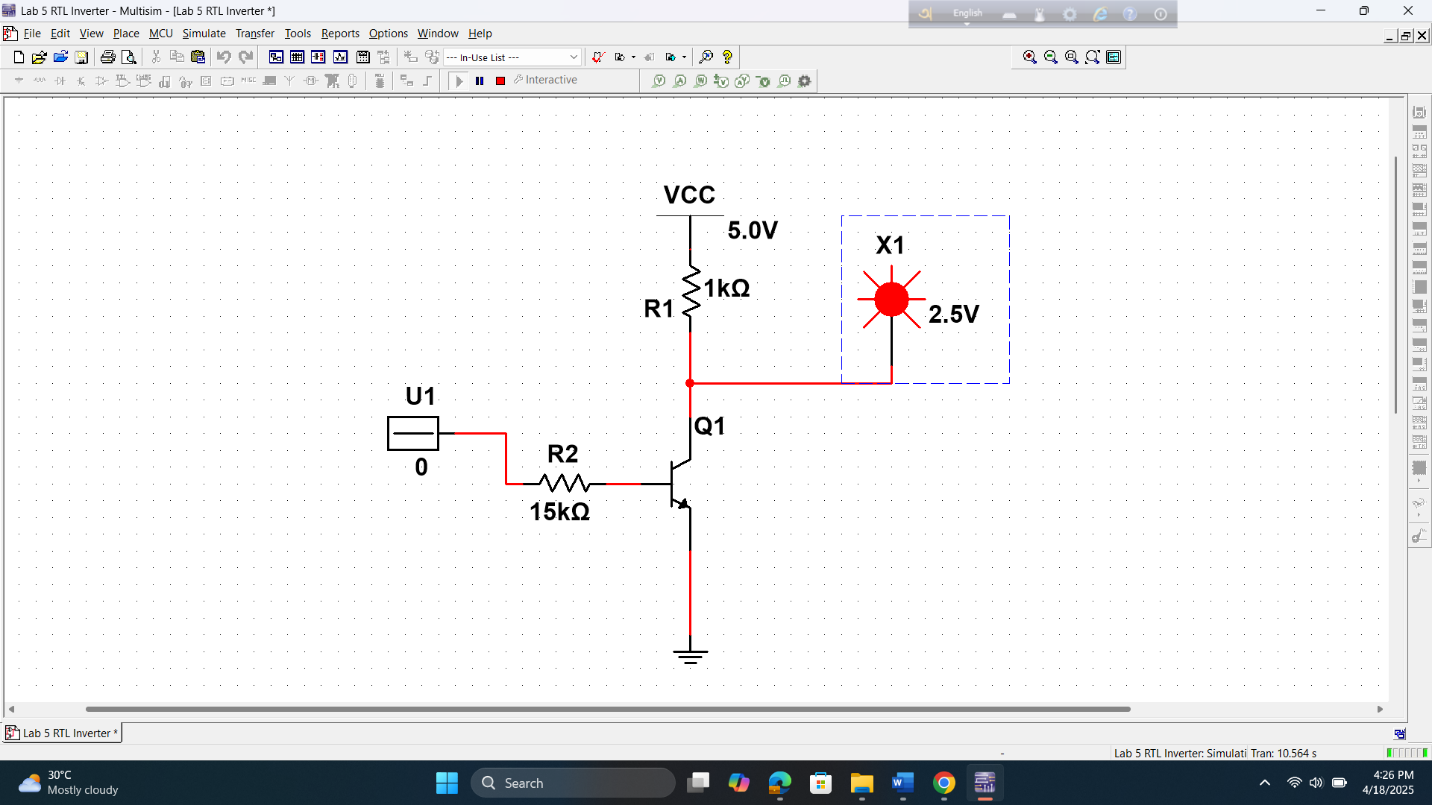 Lab 5 RTL Inverter - Multisim - [Lab 5 RTL Inverter *]
English
File Edit View Place MCU Simulate Transfer Tools Reports Options Window Help
--- In-Use List ---
Interactive
VCC
5.0V
X1
1kΩ
R1
2.5V
U1
Q1
R2
0
15kΩ
Lab 5 RTL Inverter *
- Lab 5 RTL Inverter: Simulati Tran: 10.564 s
30°C
Mostly cloudy
Search
4:26 PM
4/18/2025